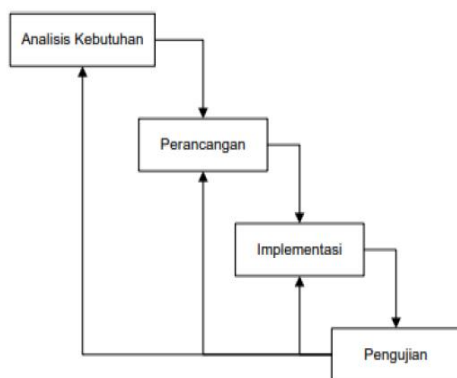 Analisis Kebutuhan
Perancangan
Implementasi
Pengujian